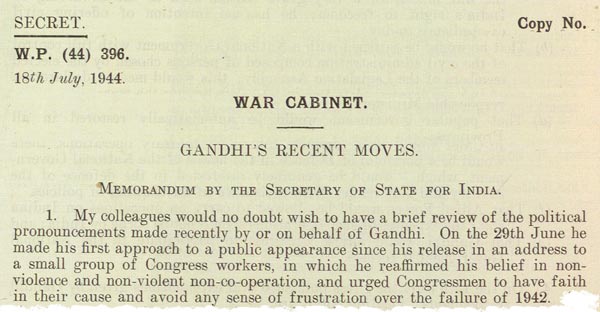 SECRET.
Copy No.
W.P. (44) 396.
18th July, 1944.
WAR CABINET.
GANDHI'S RECENT MOVES.
MEMORANDUM BY THE SECRETARY OF STATE FOR INDIA.
1. My colleagues would no doubt wish to have a brief review of the political
pronouncements made recently by or on behalf of Gandhi. On the 29th June he
made his first approach to a public appearance since his release in an address to
a small group of Congress workers, in which he reaffirmed his belief in non-
violence and non-violent non-co-operation, and urged Congressmen to have faith
in their cause and avoid any sense of frustration over the failure of 1942.